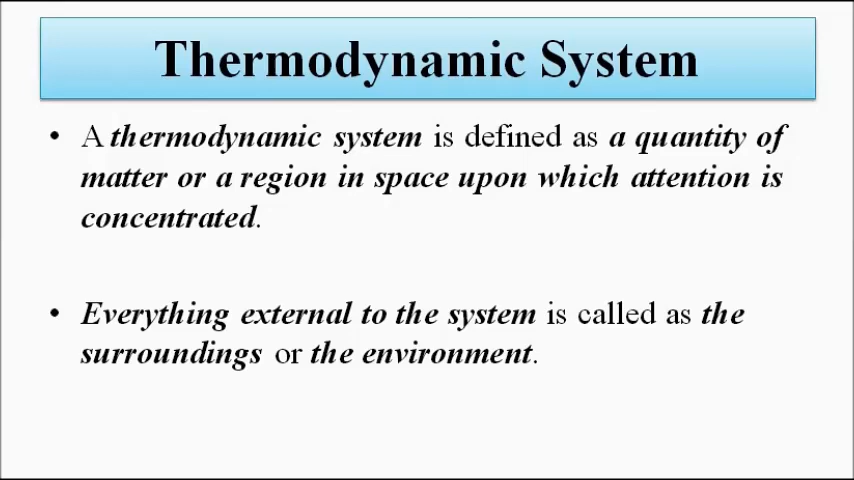 Thermodynamic System
• A thermodynamic system is defined as a quantity of
matter or a region in space upon which attention is
concentrated.
• Everything external to the system is called as the
surroundings or the environment.